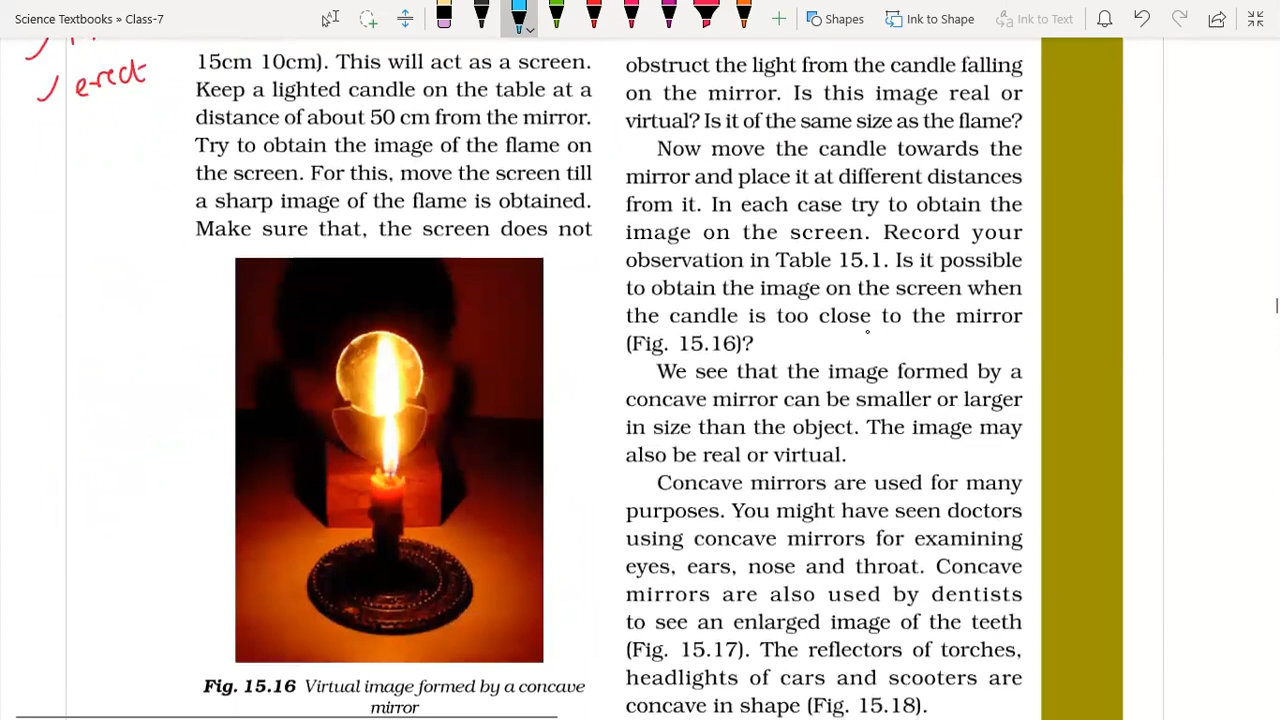 Science Textbooks » Class-7
Shapes
Ink to Shape
Ink to Text
erect
15cm 10cm). This will act as a screen.
Keep a lighted candle on the table at a
distance of about 50 cm from the mirror.
Try to obtain the image of the flame on
the screen. For this, move the screen till
a sharp image of the flame is obtained.
Make sure that, the screen does not
Fig. 15.16 Virtual image formed by a concave
mirror
obstruct the light from the candle falling
on the mirror. Is this image real or
virtual? Is it of the same size as the flame?
Now move the candle towards the
mirror and place it at different distances
from it. In each case try to obtain the
image on the screen. Record your
observation in Table 15.1. Is it possible
to obtain the image on the screen when
the candle is too close to the mirror
(Fig. 15.16)?
We see that the image formed by a
concave mirror can be smaller or larger
in size than the object. The image may
also be real or virtual.
Concave mirrors are used for many
purposes. You might have seen doctors
using concave mirrors for examining
eyes, ears, nose and throat. Concave
mirrors are also used by dentists
to see an enlarged image of the teeth
(Fig. 15.17). The reflectors of torches,
headlights of cars and scooters are
concave in shape (Fig. 15.18).